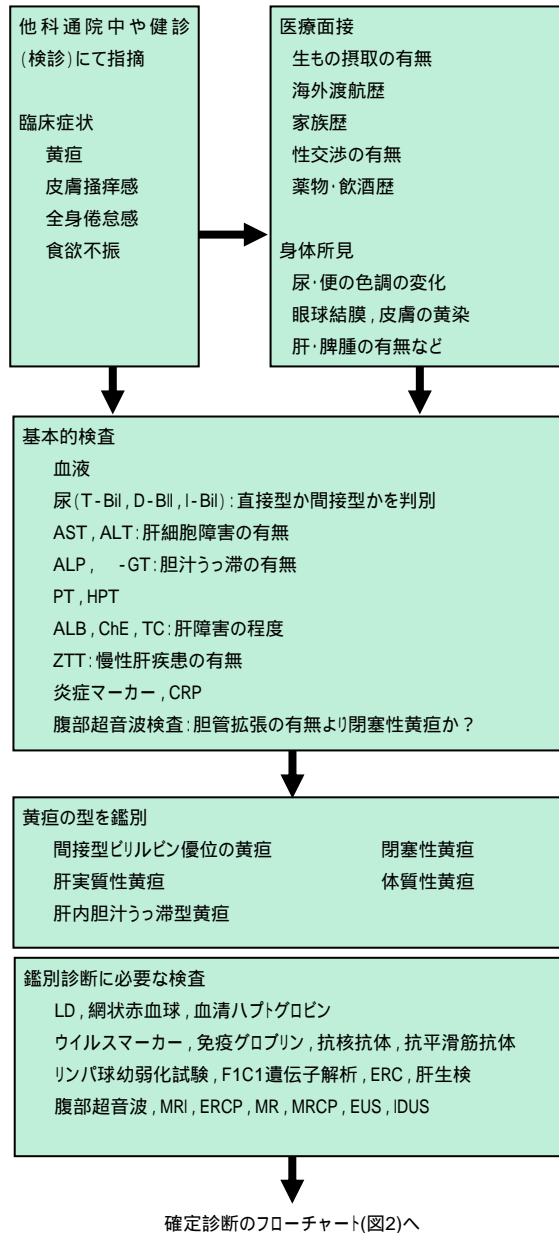 他科通院中や健診
(検診)にて指摘
臨床症状
黄疸
皮膚掻痒感
全身倦怠感
食欲不振
医療面接
生もの摂取の有無
海外渡航歴
家族歴
性交渉の有無
薬物・飲酒歴
身体所見
尿・便の色調の変化
眼球結膜,皮膚の黄染
肝・脾腫の有無など
基本的検査
血液
尿(T-Bil,D-BIl,I-Bil):直接型か間接型かを判別
AST,ALT:肝細胞障害の有無
ALP, -GT:胆汁うっ滞の有無
PT,HPT
ALB,ChE,TC:肝障害の程度
ZTT:慢性肝疾患の有無
炎症マーカー,CRP
腹部超音波検査:胆管拡張の有無より閉塞性黄疸か?
黄疸の型を鑑別
間接型ビリルビン優位の黄疸 閉塞性黄疸
肝実質性黄疸 体質性黄疸
肝内胆汁うっ滞型黄疸
鑑別診断に必要な検査
LD,網状赤血球,血清ハプトグロビン
ウイルスマーカー,免疫グロブリン,抗核抗体,抗平滑筋抗体
リンパ球幼弱化試験,F1C1遺伝子解析,ERC,肝生検
腹部超音波,MRI,ERCP,MR,MRCP,EUS,IDUS
確定診断のフローチャート(図2)へ